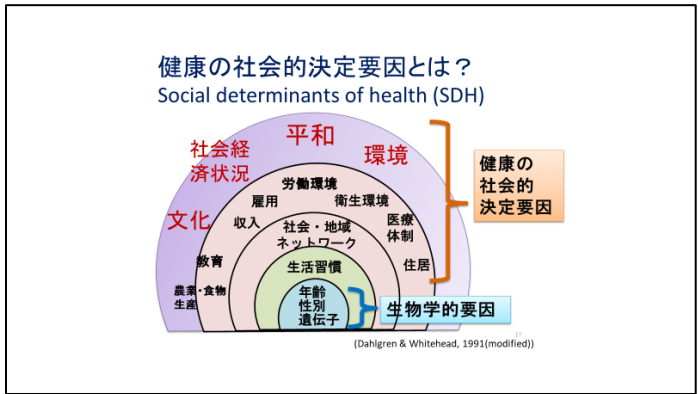 健康の社会的決定要因とは？
Social determinants of health (SDH)
平和
社会経
済状況
環境
文化
労働環境
雇用
衛生環境
収入
医療
体制
教育
住居
農業・食物
生産
社会・地域
ネットワーク
生活習慣
年齢
性別
遺伝子
健康の
社会的
決定要因
生物学的要因
17
(Dahlgren & Whitehead, 1991(modified))